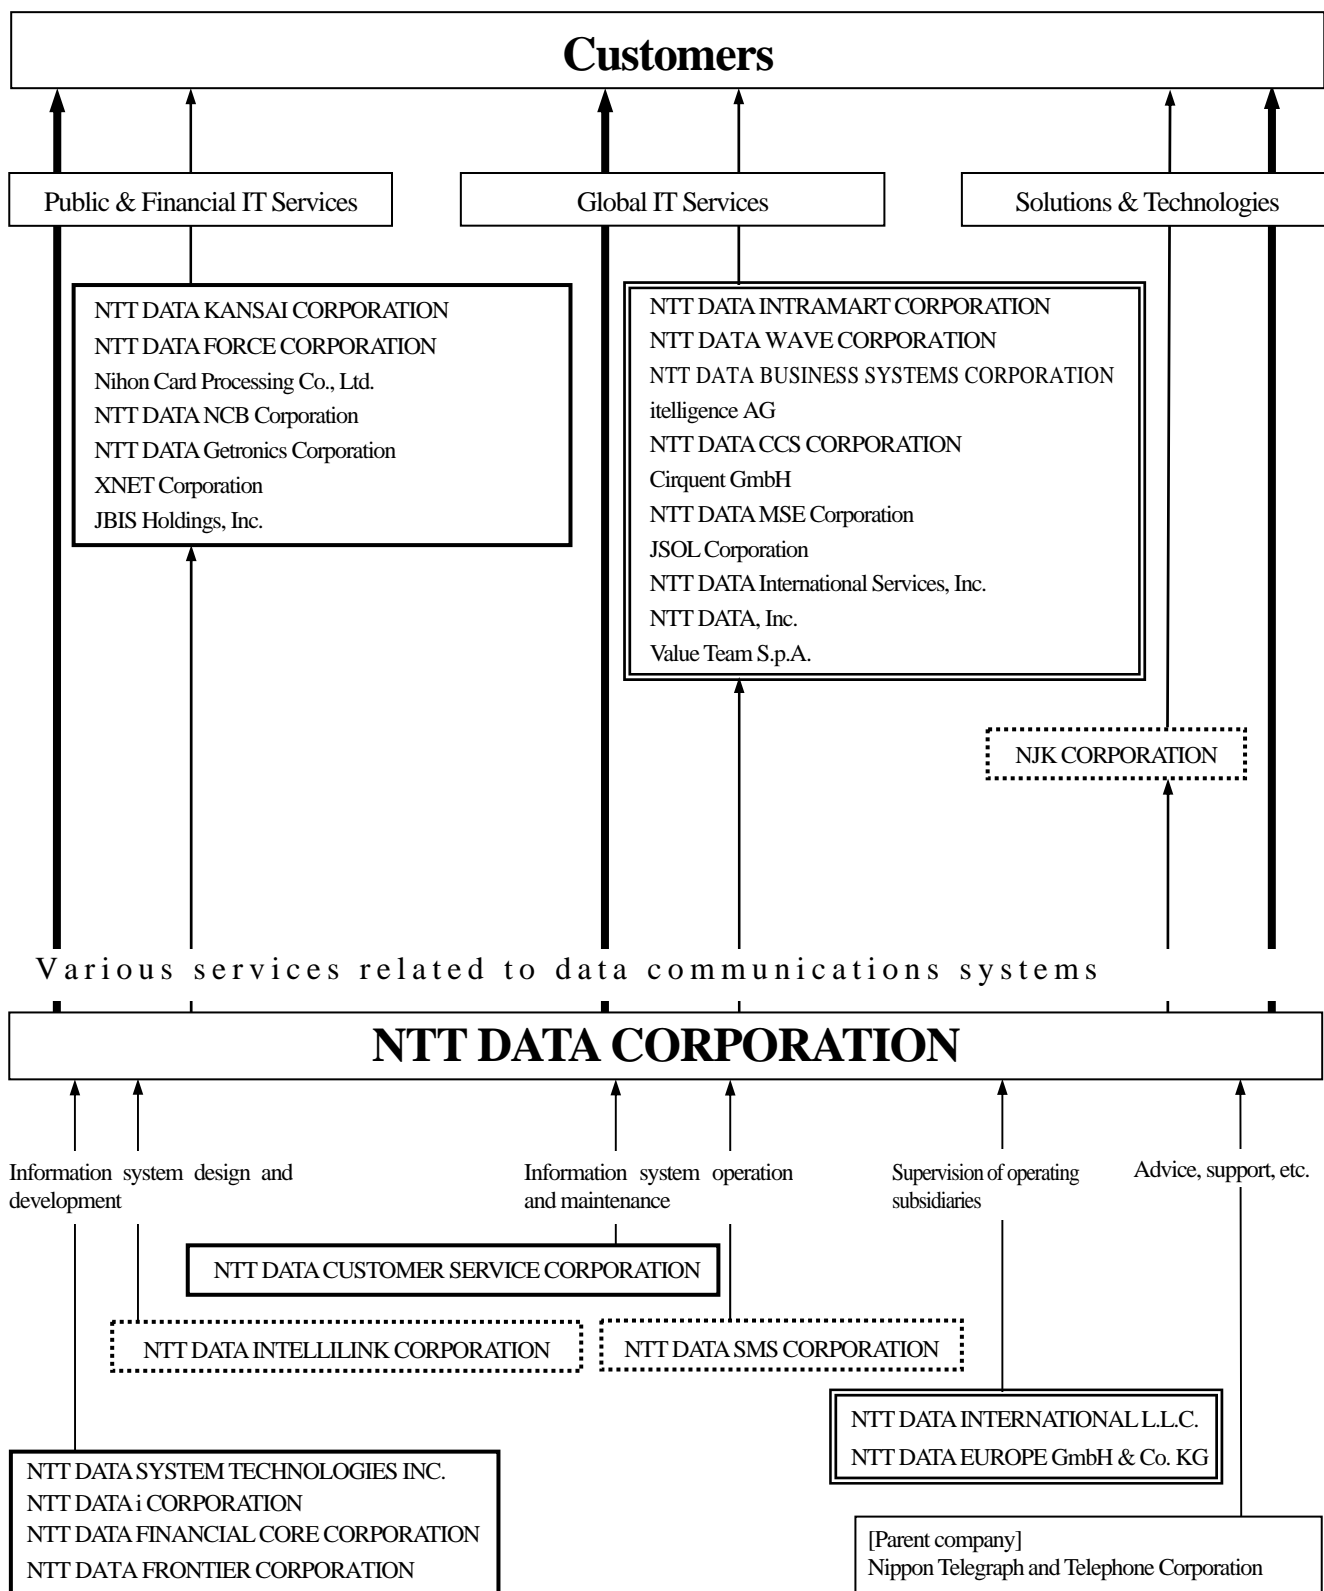 Customers
Public & Financial IT Services
Global IT Services
Solutions & Technologies
NTT DATA KANSAI CORPORATION
NTT DATA FORCE CORPORATION
Nihon Card Processing Co., Ltd.
NTT DATA NCB Corporation
NTT DATA Getronics Corporation
XNET Corporation
JBIS Holdings, Inc.
NTT DATA INTRAMART CORPORATION
NTT DATA WAVE CORPORATION
NTT DATA BUSINESS SYSTEMS CORPORATION
itelligence AG
NTT DATA CCS CORPORATION
Cirquent GmbH
NTT DATA MSE Corporation
JSOL Corporation
NTT DATA International Services, Inc.
NTT DATA, Inc.
Value Team S.p.A.
NJK CORPORATION
Various services related to data communications systems
NTT DATA CORPORATION
Information system design and
development
Information system operation
and maintenance
Supervision of operating
subsidiaries
Advice, support, etc.
NTT DATA CUSTOMER SERVICE CORPORATION
NTT DATA INTELLILINK CORPORATION
NTT DATA SMS CORPORATION
NTT DATA INTERNATIONAL L.L.C.
NTT DATA EUROPE GmbH & Co. KG
NTT DATA SYSTEM TECHNOLOGIES INC.
NTT DATA i CORPORATION
NTT DATA FINANCIAL CORE CORPORATION
NTT DATA FRONTIER CORPORATION
[Parent company]
Nippon Telegraph and Telephone Corporation